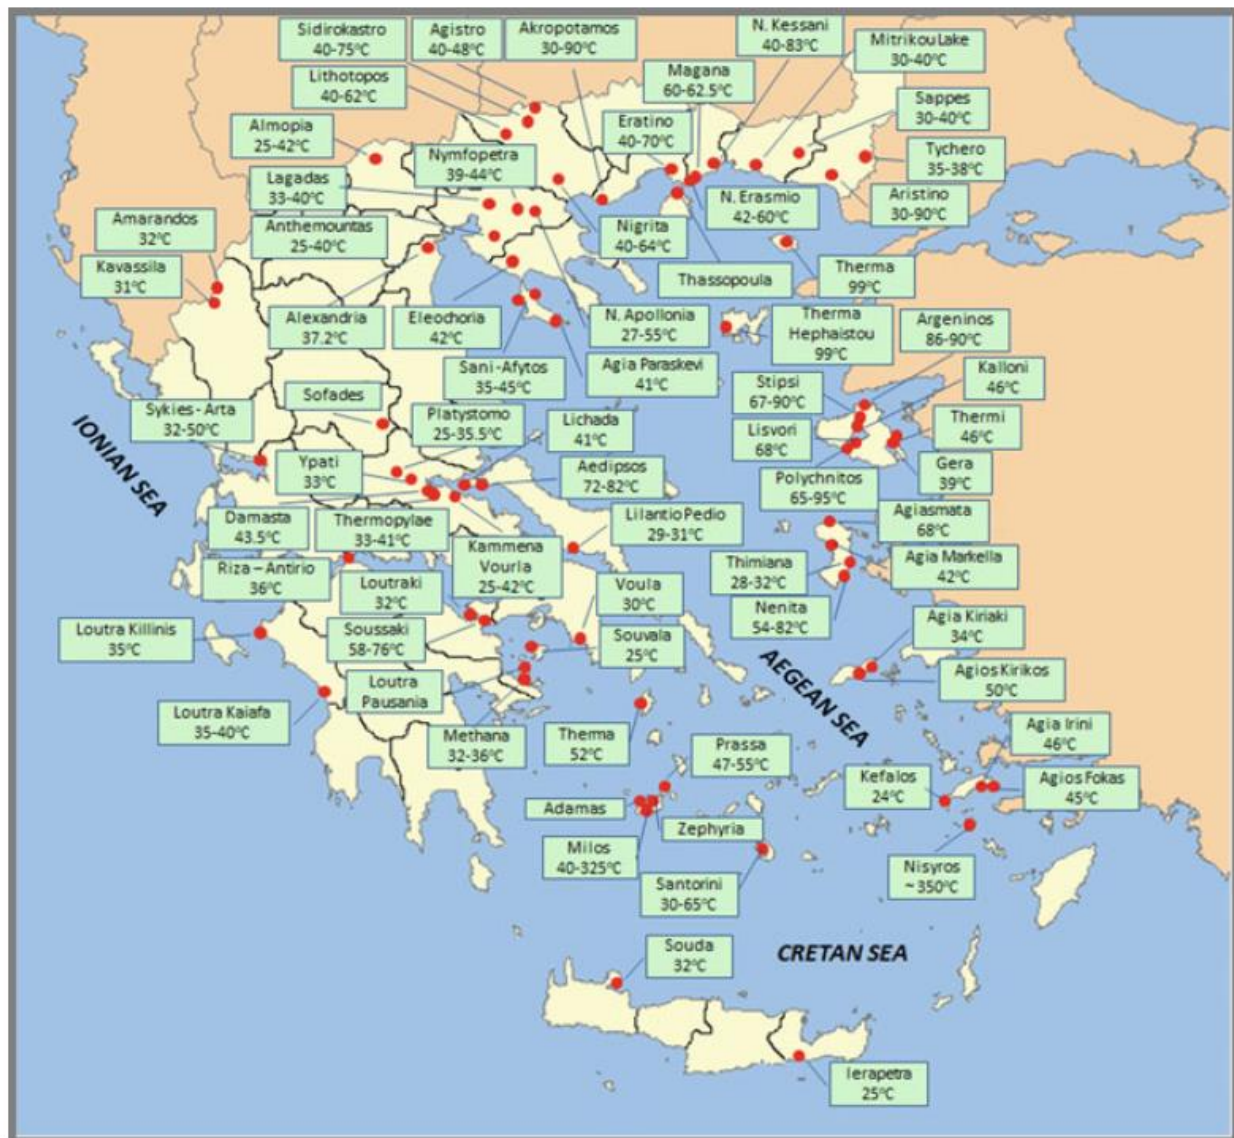 Sidirokastro
40-75°C
Agistro
40-48°C
Akropotamos
30-90°C
N. Kessani
40-83°C
Mitrikou Lake
30-40°C
Lithotopos
40-62°C
Magana
60-62.5°C
Sappes
30-40°C
Almopia
25-42°C
Eratino
40-70°C
Nymfopetra
39-44°C
Tychero
35-38°C
Lagadas
33-40°C
N. Erasmio
42-60°C
Aristino
30-90°C
Amarandos
32°C
Anthemountas
25-40°C
Nigrita
40-64°C
Kavassila
31°C
Thassopoula
Therma
99°C
Alexandria
37.2°C
Eleochoria
42°C
N. Apollonia
27-55°C
Therma
Hephaistou
99°C
Argeninos
86-90°C
Sani-Afytos
35-45°C
Agia Paraskevi
41°C
Kalloni
46°C
Stipsi
67-90°C
Sofades
Sykies - Arta
32-50°C
Platystomo
25-35.5°C
Lichada
41°C
Thermi
46°C
Lisvori
68°C
IONIAN SEA
Ypati
33°C
Aedipsos
72-82°C
Gera
39°C
Polychnitos
65-95°C
Damasta
43.5°C
Thermopylae
33-41°C
Lilantio Pedio
29-31°C
Agiasmata
68°C
Kammena
Vourla
25-42°C
Agia Markella
42°C
Riza – Antirio
36°C
Thimiana
28-32°C
Loutraki
32°C
Voula
30°C
Nenita
54-82°C
Agia Kiriaki
34°C
Loutra Killinis
35°C
Soussaki
58-76°C
Souvala
25°C
AEGEAN SEA
Agios Kirikos
50°C
Loutra
Pausania
Loutra Kaiafa
35-40°C
Methana
32-36°C
Therma
52°C
Prassa
47-55°C
Agia Irini
46°C
Kefalos
24°C
Agios Fokas
45°C
Adamas
Zephyria
Milos
40-325°C
Nisyros
~350°C
Santorini
30-65°C
Souda
32°C
CRETAN SEA
Ierapetra
25°C